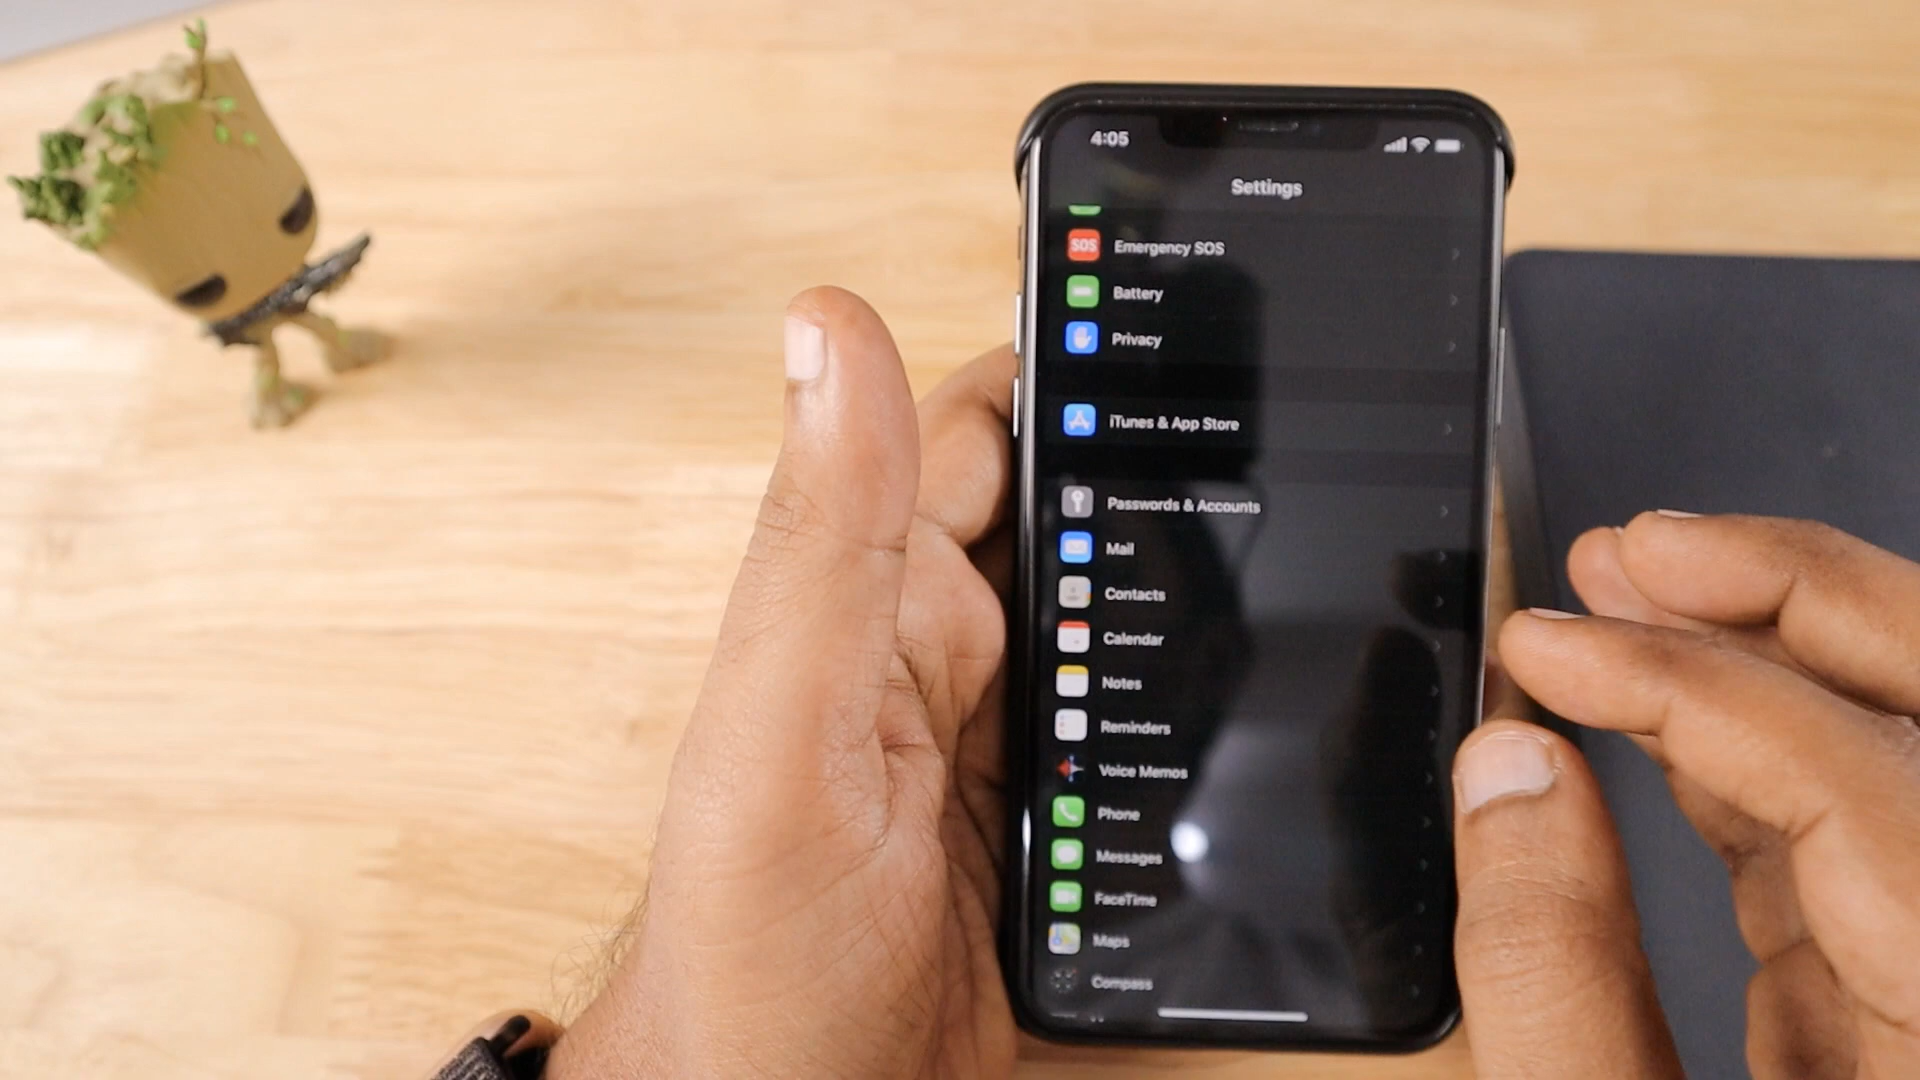 4:05
Settings
SOS Emergency SOS
Battery
Privacy
iTunes & App Store
Passwords & Accounts
Mail
Contacts
Calendar
Notes
Reminders
Voice Memos
Phone
Messages
FaceTime
Maps
Compass